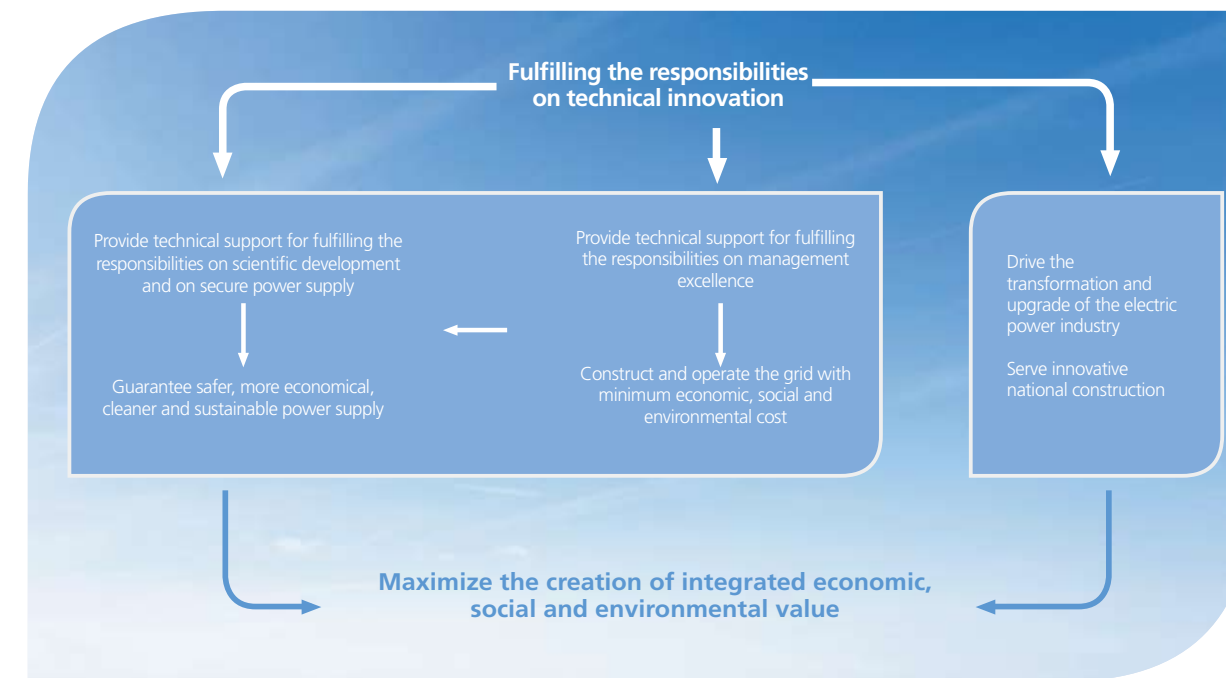 Fulfilling the responsibilities
on technical innovation
Provide technical support for fulfilling the
responsibilities on scientific development
and on secure power supply
Guarantee safer, more economical,
cleaner and sustainable power supply
Provide technical support for fulfilling
the responsibilities on management
excellence
Construct and operate the grid with
minimum economic, social and
environmental cost
Drive the
transformation and
upgrade of the electric
power industry
Serve innovative
national construction
Maximize the creation of integrated economic,
social and environmental value